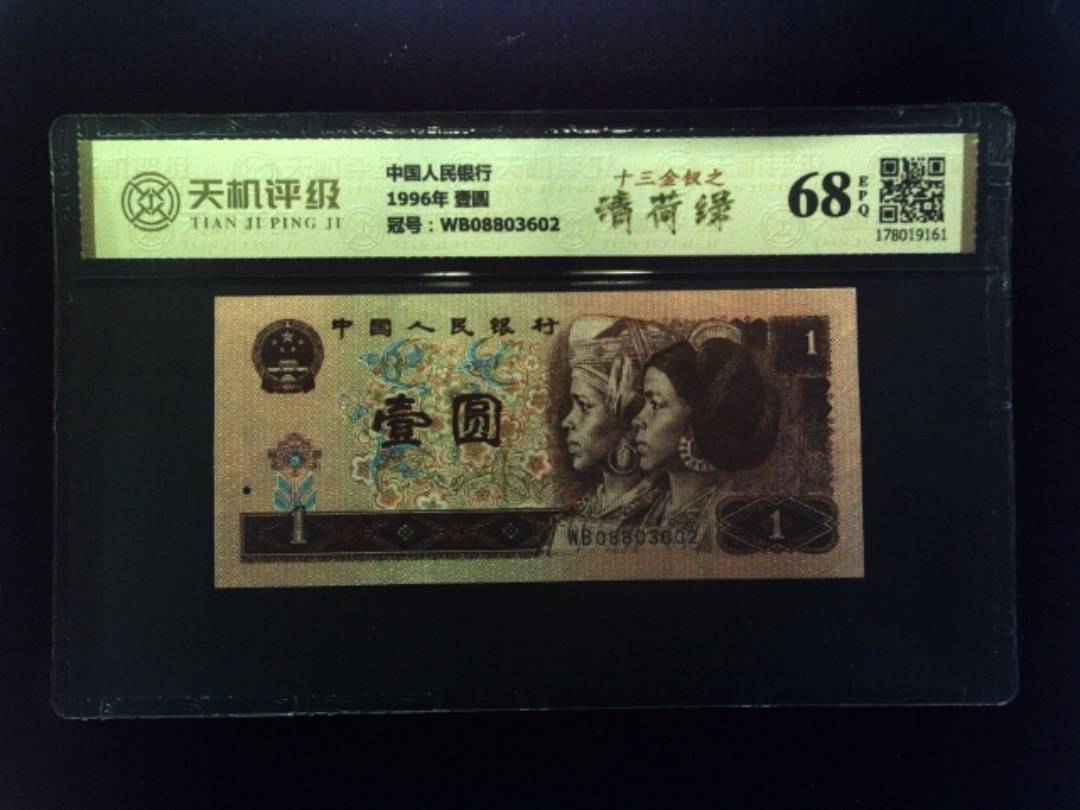 天机评级
TIAN JI PING JI
中国人民银行
1996年 壹圆
冠号：WB08803602
十三金钗之
清荷绿
68
EPQ
178019161
中国人民银行
壹圆
1
1
WB08803602
1